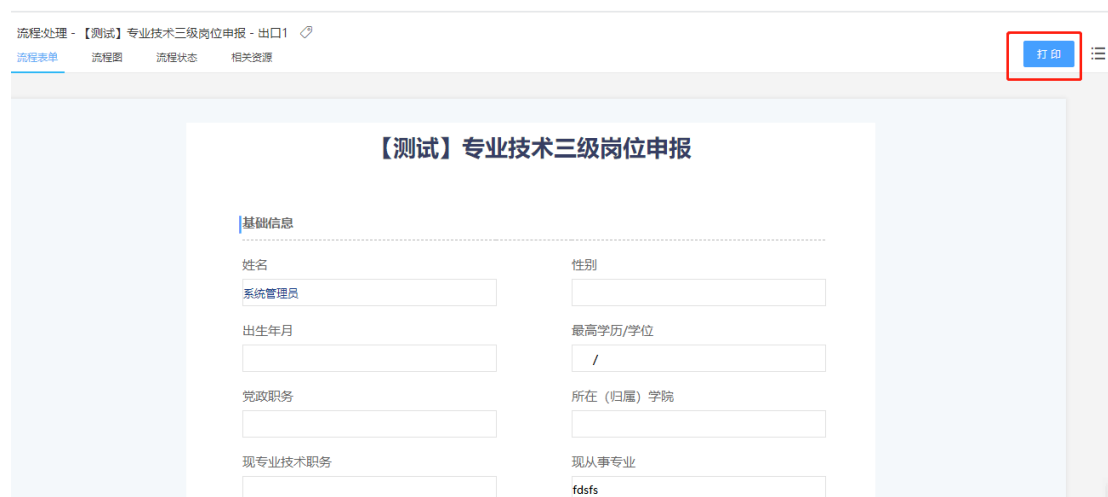 流程:处理 - 【测试】专业技术三级岗位申报 - 出口1
流程表单 流程图 流程状态 相关资源
打 印
【测试】专业技术三级岗位申报
基础信息
姓名 性别
系统管理员
出生年月 最高学历/学位
/
党政职务 所在（归属）学院
现专业技术职务 现从事专业
fdsfs